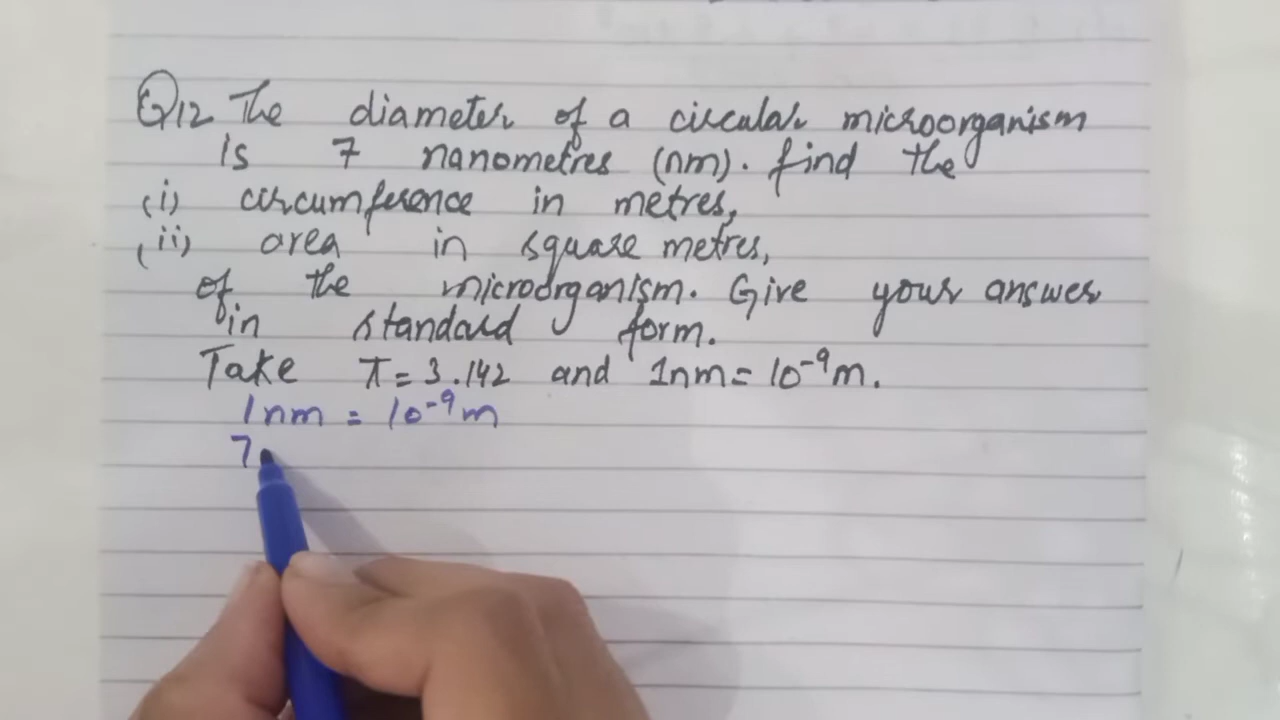 Q12 The diameter of a circular microorganism
is 7 nanometres (nm). find the
(i) circumference in metres,
(ii) area in square metres,
of the microorganism. Give your answer
in standard form.
Take π = 3.142 and 1nm = 10⁻⁹m.
1nm = 10⁻⁹m
7